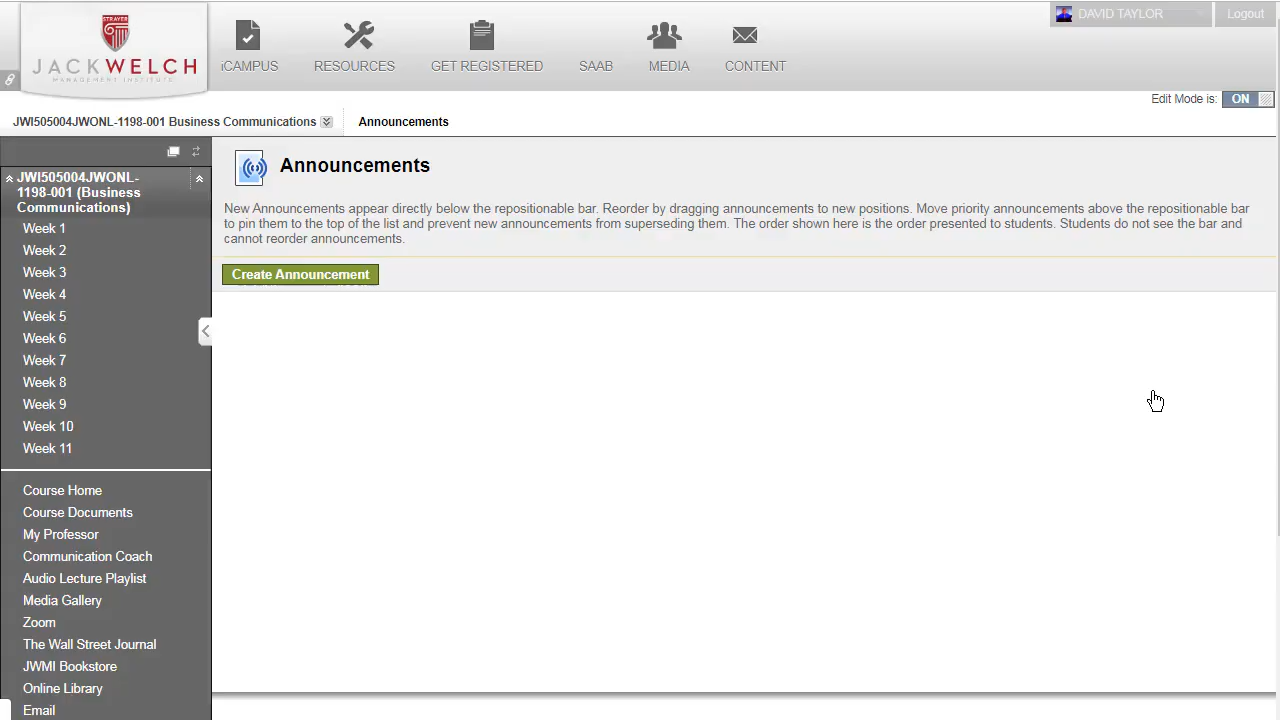 DAVID TAYLOR
Logout
STRAYER
JACKWELCH
MANAGEMENT INSTITUTE
iCAMPUS
RESOURCES
GET REGISTERED
SAAB
MEDIA
CONTENT
Edit Mode is: ON
JWI505004JWONL-1198-001 Business Communications
Announcements
JWI505004JWONL-
1198-001 (Business
Communications)
Week 1
Week 2
Week 3
Week 4
Week 5
Week 6
Week 7
Week 8
Week 9
Week 10
Week 11
Course Home
Course Documents
My Professor
Communication Coach
Audio Lecture Playlist
Media Gallery
Zoom
The Wall Street Journal
JWMI Bookstore
Online Library
Email
Announcements
New Announcements appear directly below the repositionable bar. Reorder by dragging announcements to new positions. Move priority announcements above the repositionable bar
to pin them to the top of the list and prevent new announcements from superseding them. The order shown here is the order presented to students. Students do not see the bar and
cannot reorder announcements.
Create Announcement